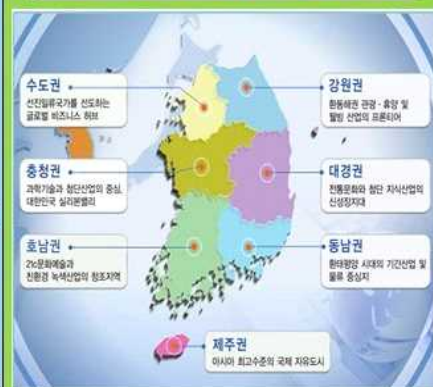 수도권
선진일류국가를 선도하는
글로벌 비즈니스 허브
강원권
환동해권 관광 · 휴양 및
웰빙 산업의 프론티어
충청권
과학기술과 첨단산업의 중심,
대한민국 실리콘밸리
대경권
전통문화와 첨단 지식산업의
신성장지대
호남권
21c문화예술과
친환경 녹색산업의 창조지역
동남권
환태평양 시대의 기간산업 및
물류 중심지
제주권
아시아 최고수준의 국제 자유도시